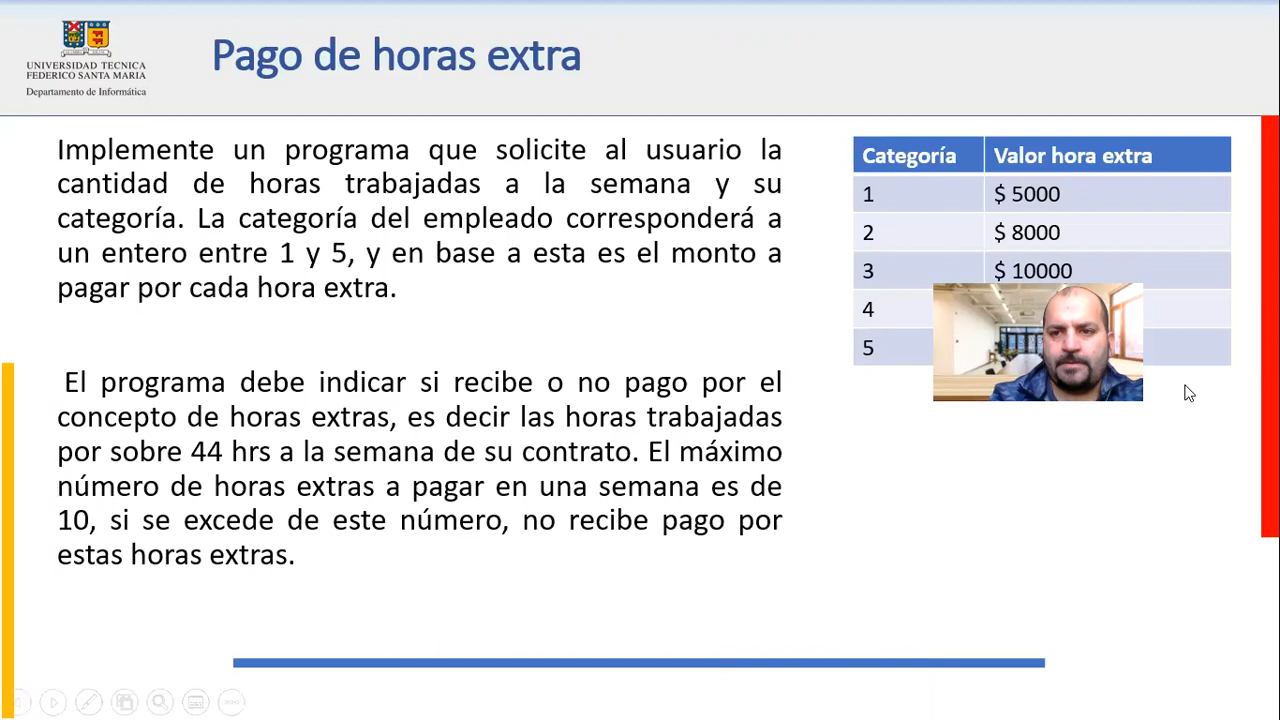 UNIVERSIDAD TECNICA
FEDERICO SANTA MARIA
Departamento de Informática
Pago de horas extra
Implemente un programa que solicite al usuario la
cantidad de horas trabajadas a la semana y su
categoría. La categoría del empleado corresponderá a
un entero entre 1 y 5, y en base a esta es el monto a
pagar por cada hora extra.
El programa debe indicar si recibe o no pago por el
concepto de horas extras, es decir las horas trabajadas
por sobre 44 hrs a la semana de su contrato. El máximo
número de horas extras a pagar en una semana es de
10, si se excede de este número, no recibe pago por
estas horas extras.
Categoría Valor hora extra
1 $ 5000
2 $ 8000
3 $ 10000
4
5